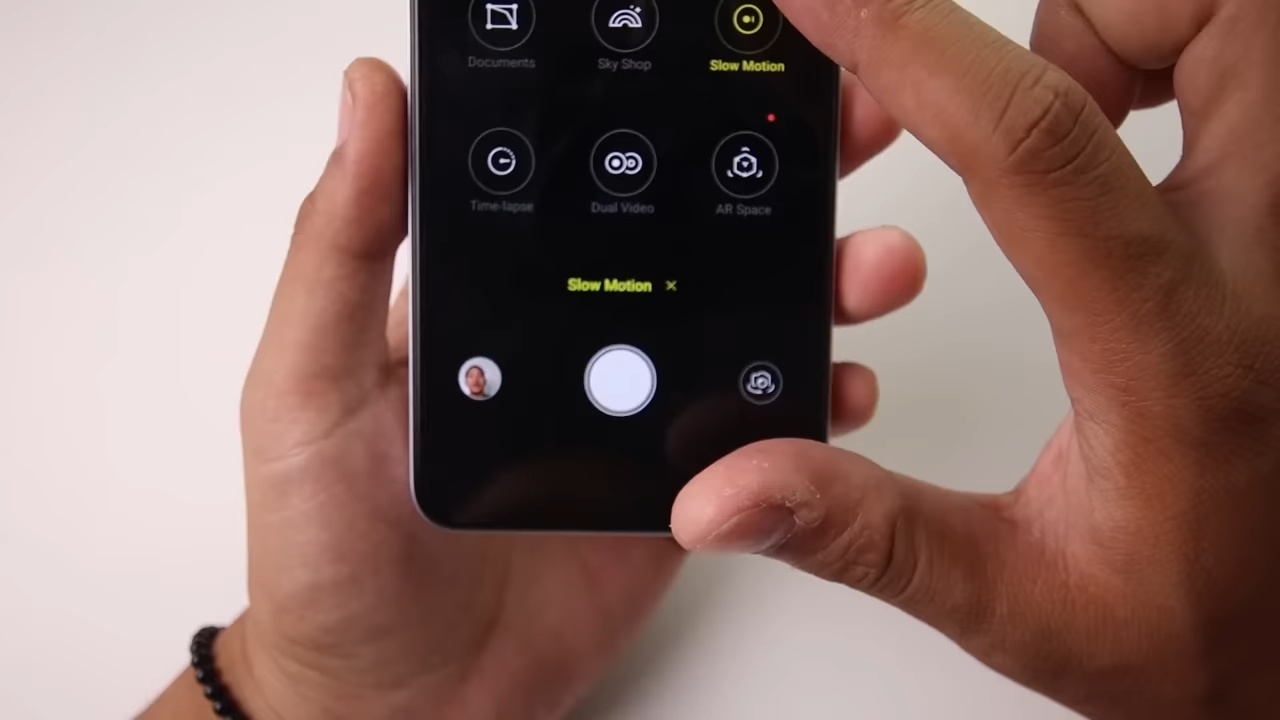 Documents
Sky Shop
Slow Motion
Time-lapse
Dual Video
AR Space
Slow Motion ×